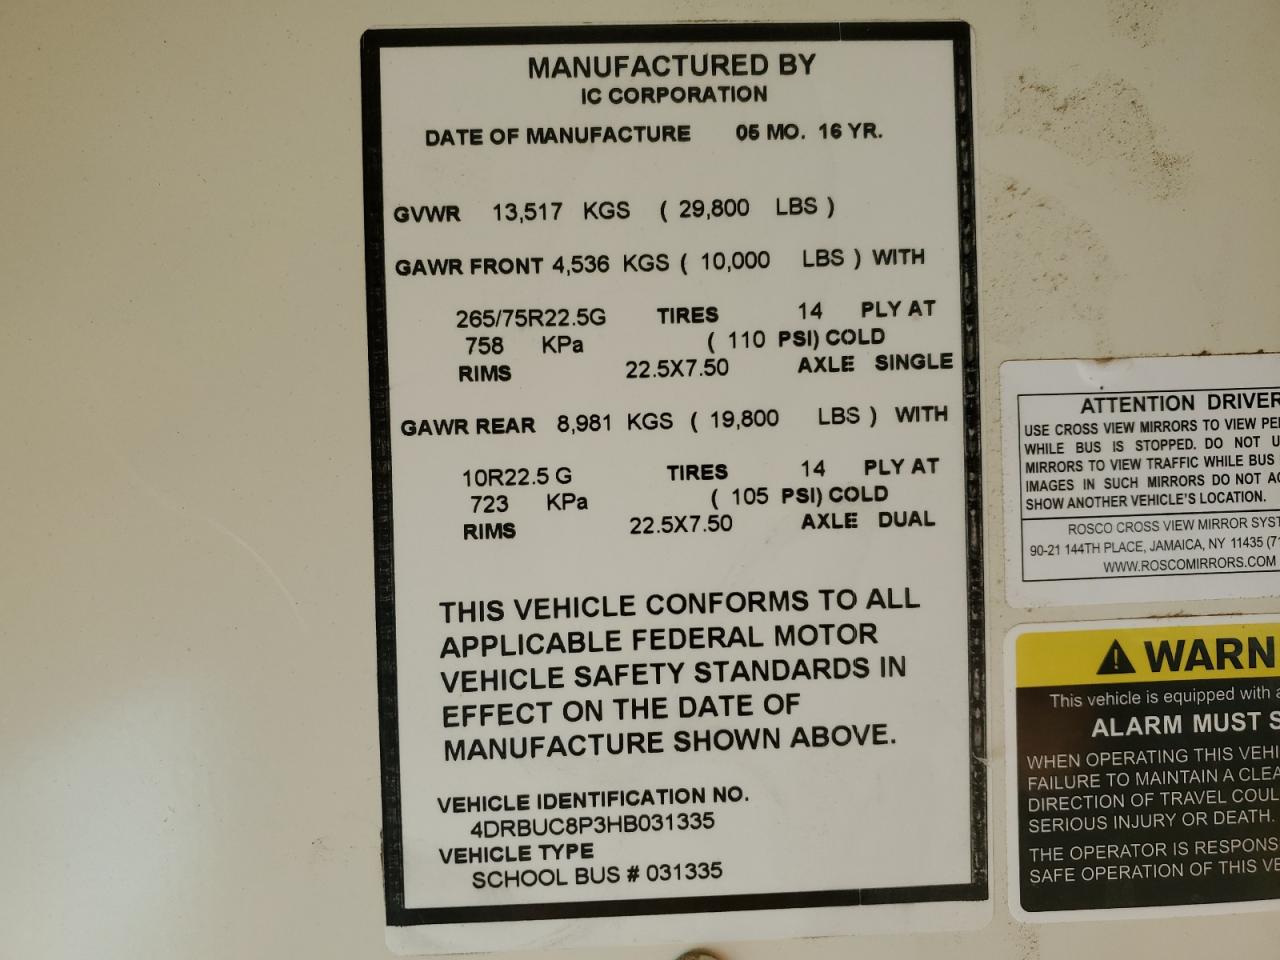 MANUFACTURED BY
IC CORPORATION
DATE OF MANUFACTURE 05 MO. 16 YR.
GVWR 13,517 KGS ( 29,800 LBS )
GAWR FRONT 4,536 KGS ( 10,000 LBS ) WITH
265/75R22.5G TIRES 14 PLY AT
758 KPa ( 110 PSI) COLD
RIMS 22.5X7.50 AXLE SINGLE
GAWR REAR 8,981 KGS ( 19,800 LBS ) WITH
10R22.5 G TIRES 14 PLY AT
723 KPa ( 105 PSI) COLD
RIMS 22.5X7.50 AXLE DUAL
THIS VEHICLE CONFORMS TO ALL
APPLICABLE FEDERAL MOTOR
VEHICLE SAFETY STANDARDS IN
EFFECT ON THE DATE OF
MANUFACTURE SHOWN ABOVE.
VEHICLE IDENTIFICATION NO.
4DRBUC8P3HB031335
VEHICLE TYPE
SCHOOL BUS # 031335
ATTENTION DRIVER
USE CROSS VIEW MIRRORS TO VIEW
WHILE BUS IS STOPPED. DO NOT
MIRRORS TO VIEW TRAFFIC WHILE BUS
IMAGES IN SUCH MIRRORS DO NOT
SHOW ANOTHER VEHICLE'S LOCATION.
ROSCO CROSS VIEW MIRROR
90-21 144TH PLACE, JAMAICA, NY 11435
WWW.ROSCOMIRRORS.COM
WARN
This vehicle is equipped with
ALARM MUST
WHEN OPERATING THIS
FAILURE TO MAINTAIN A
DIRECTION OF TRAVEL
SERIOUS INJURY OR DEATH.
THE OPERATOR IS
SAFE OPERATION OF THIS